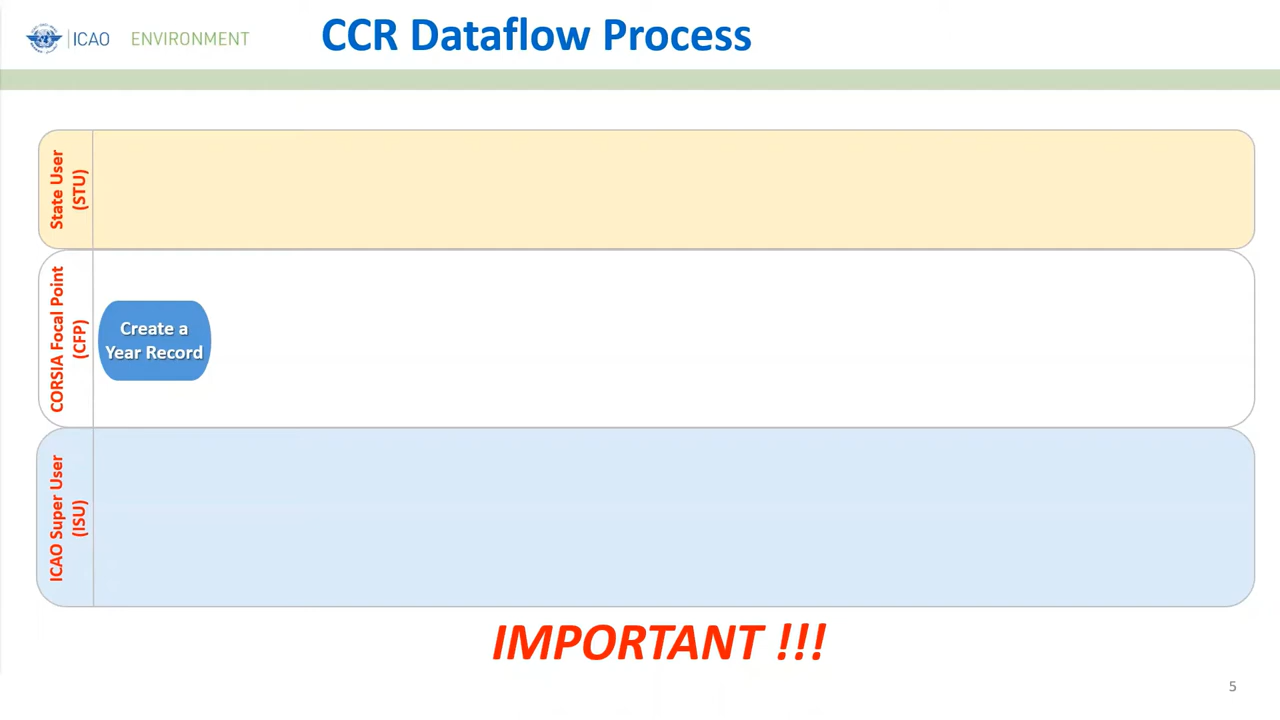 ICAO ENVIRONMENT
CCR Dataflow Process
State User
(STU)
CORSIA Focal Point
(CFP)
Create a
Year Record
ICAO Super User
(ISU)
IMPORTANT !!!
5